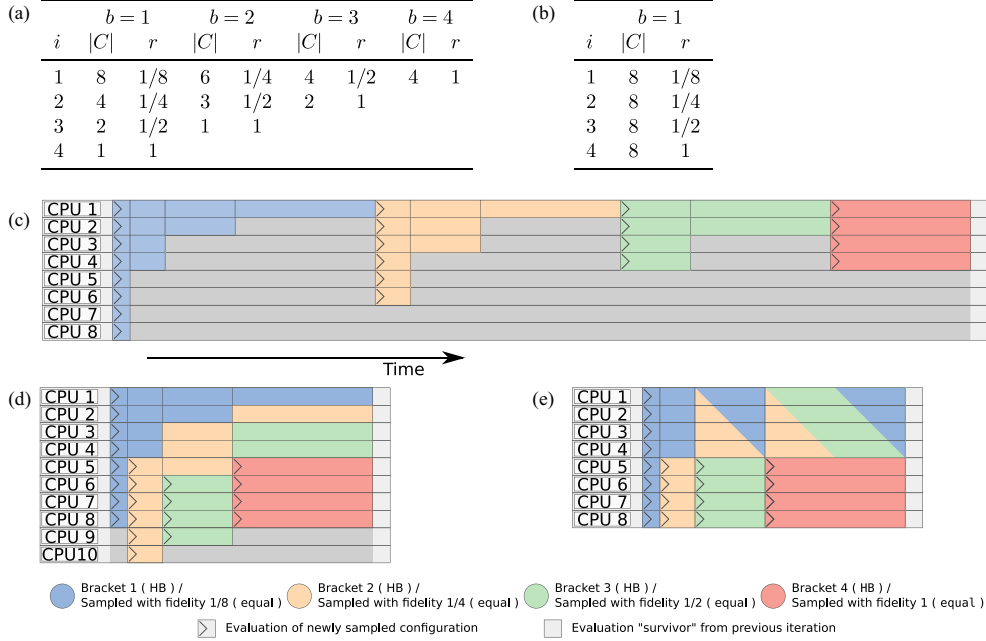 (a)
b = 1 b = 2 b = 3 b = 4
i |C| r |C| r |C| r |C| r
1 8 1/8 6 1/4 4 1/2 4 1
2 4 1/4 3 1/2 2 1
3 2 1/2 1 1
4 1 1
(b)
b = 1
i |C| r
1 8 1/8
2 8 1/4
3 8 1/2
4 8 1
(c)
CPU 1
CPU 2
CPU 3
CPU 4
CPU 5
CPU 6
CPU 7
CPU 8
Time
(d)
CPU 1
CPU 2
CPU 3
CPU 4
CPU 5
CPU 6
CPU 7
CPU 8
CPU 9
CPU10
(e)
CPU 1
CPU 2
CPU 3
CPU 4
CPU 5
CPU 6
CPU 7
CPU 8
Bracket 1 ( HB ) /
Sampled with fidelity 1/8 ( equal )
Bracket 2 ( HB ) /
Sampled with fidelity 1/4 ( equal )
Bracket 3 ( HB ) /
Sampled with fidelity 1/2 ( equal )
Bracket 4 ( HB ) /
Sampled with fidelity 1 ( equal )
Evaluation of newly sampled configuration
Evaluation "survivor" from previous iteration